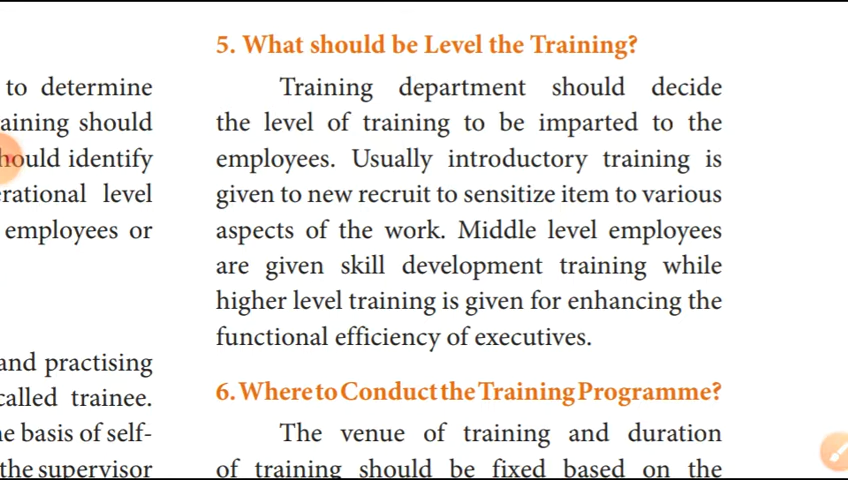 to determine
aining should
hould identify
rational level
employees or
and practising
called trainee.
e basis of self-
the supervisor
5. What should be Level the Training?
Training department should decide
the level of training to be imparted to the
employees. Usually introductory training is
given to new recruit to sensitize item to various
aspects of the work. Middle level employees
are given skill development training while
higher level training is given for enhancing the
functional efficiency of executives.
6. Where to Conduct the Training Programme?
The venue of training and duration
of training should be fixed based on the